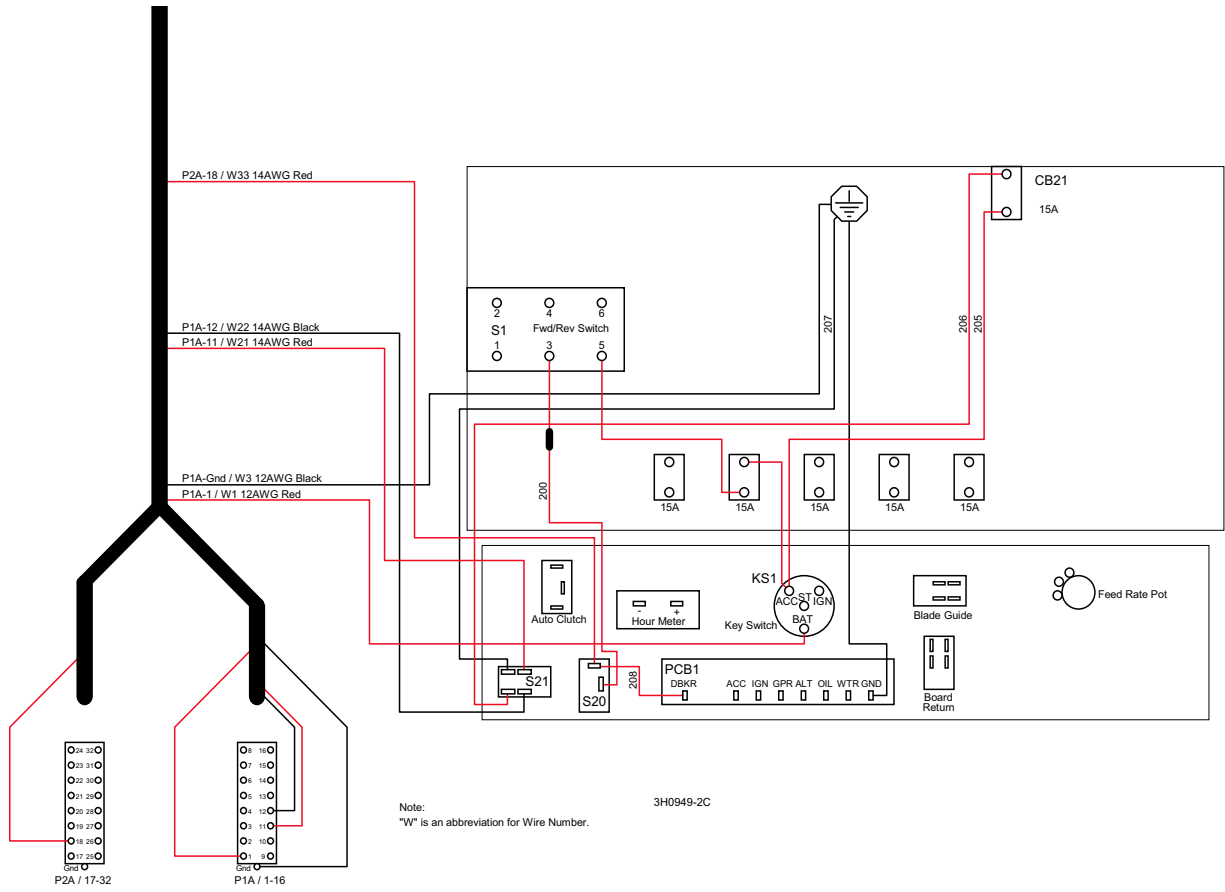 P2A-18 / W33 14AWG Red
CB21
15A
2
4
6
S1
Fwd/Rev Switch
1
3
5
207
206
205
P1A-12 / W22 14AWG Black
P1A-11 / W21 14AWG Red
P1A-Gnd / W3 12AWG Black
P1A-1 / W1 12AWG Red
200
15A
15A
15A
15A
15A
KS1
ACC
ST
IGN
BAT
Key Switch
Auto Clutch
- +
Hour Meter
Blade Guide
Feed Rate Pot
S21
S20
208
PCB1
DBKR ACC IGN GPR ALT OIL WTR GND
Board
Return
24 32
23 31
22 30
21 29
20 28
19 27
18 26
17 25
Gnd
P2A / 17-32
8 16
7 15
6 14
5 13
4 12
3 11
2 10
1 9
Gnd
P1A / 1-16
Note:
"W" is an abbreviation for Wire Number.
3H0949-2C